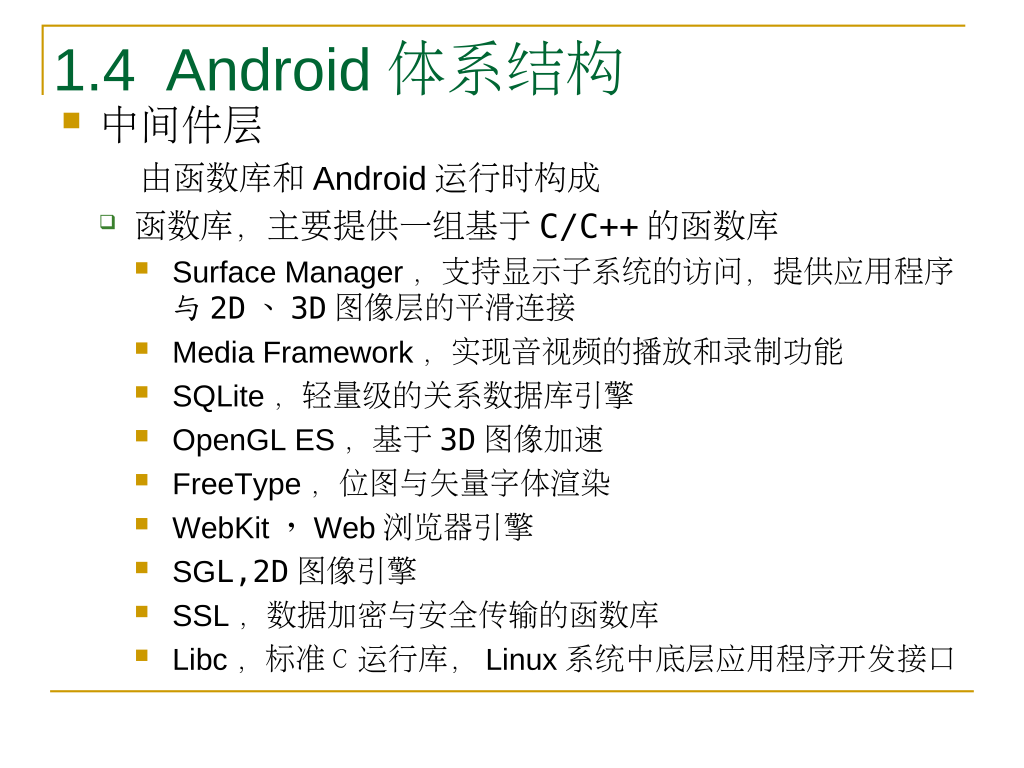 1.4 Android 体系结构
中间件层
由函数库和 Android 运行时构成
函数库，主要提供一组基于 C/C++ 的函数库
Surface Manager ，支持显示子系统的访问，提供应用程序
与 2D 、 3D 图像层的平滑连接
Media Framework ，实现音视频的播放和录制功能
SQLite ，轻量级的关系数据库引擎
OpenGL ES ，基于 3D 图像加速
FreeType ，位图与矢量字体渲染
WebKit ， Web 浏览器引擎
SGL,2D 图像引擎
SSL ，数据加密与安全传输的函数库
Libc ，标准 C 运行库， Linux 系统中底层应用程序开发接口